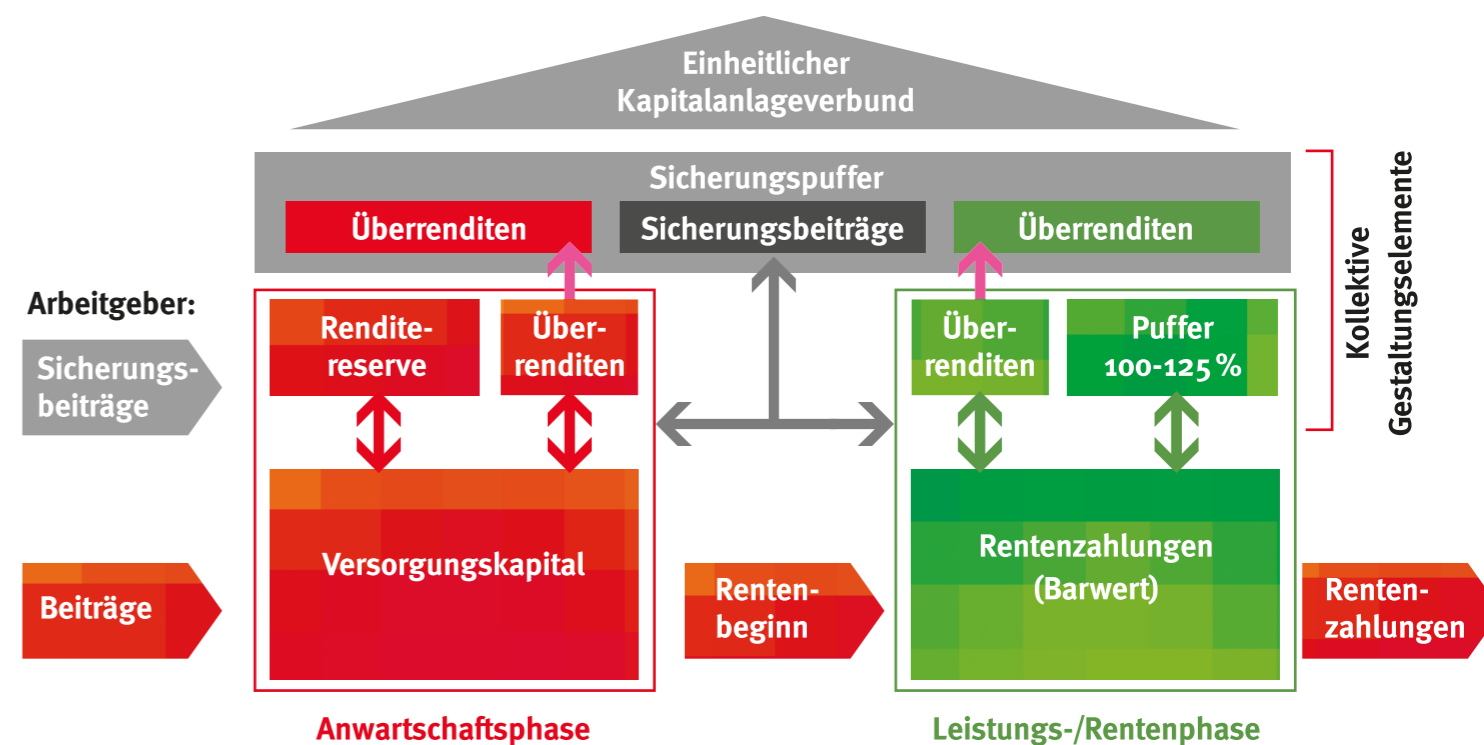 Einheitlicher
Kapitalanlageverbund
Sicherungspuffer
Überrenditen
Sicherungsbeiträge
Überrenditen
Kollektive
Gestaltungselemente
Arbeitgeber:
Sicherungs-
beiträge
Rendite-
reserve
Über-
renditen
Über-
renditen
Puffer
100-125 %
Beiträge
Versorgungskapital
Renten-
beginn
Rentenzahlungen
(Barwert)
Renten-
zahlungen
Anwartschaftsphase
Leistungs-/Rentenphase